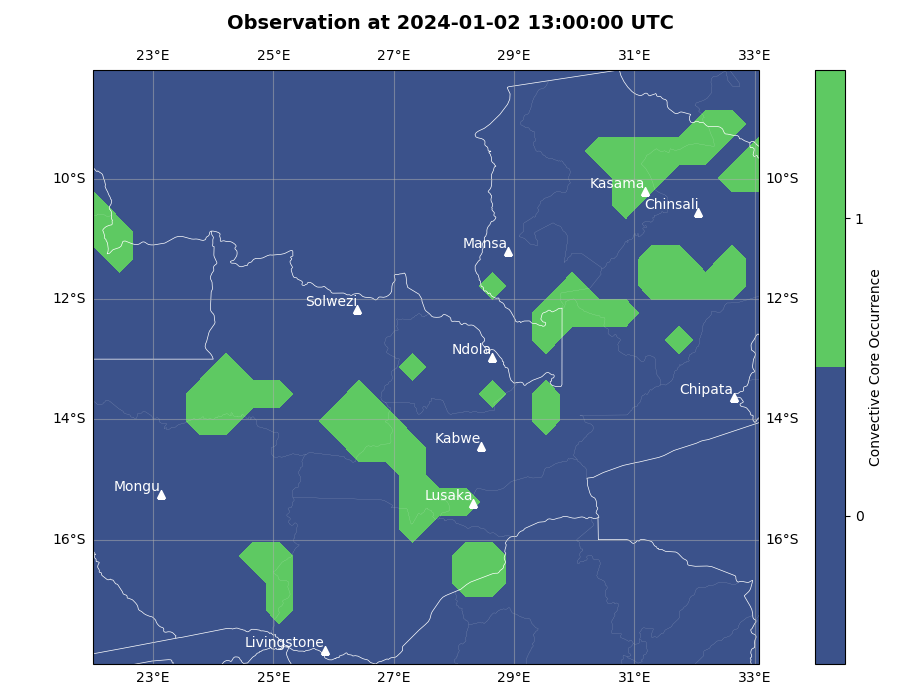 Observation at 2024-01-02 13:00:00 UTC
23°E 25°E 27°E 29°E 31°E 33°E
10°S 10°S
Kasama
Chinsali
Mansa
12°S 12°S
Solwezi
Ndola
Chipata
14°S 14°S
Kabwe
Mongu
Lusaka
16°S 16°S
Livingstone
23°E 25°E 27°E 29°E 31°E 33°E
1
0
Convective Core Occurrence